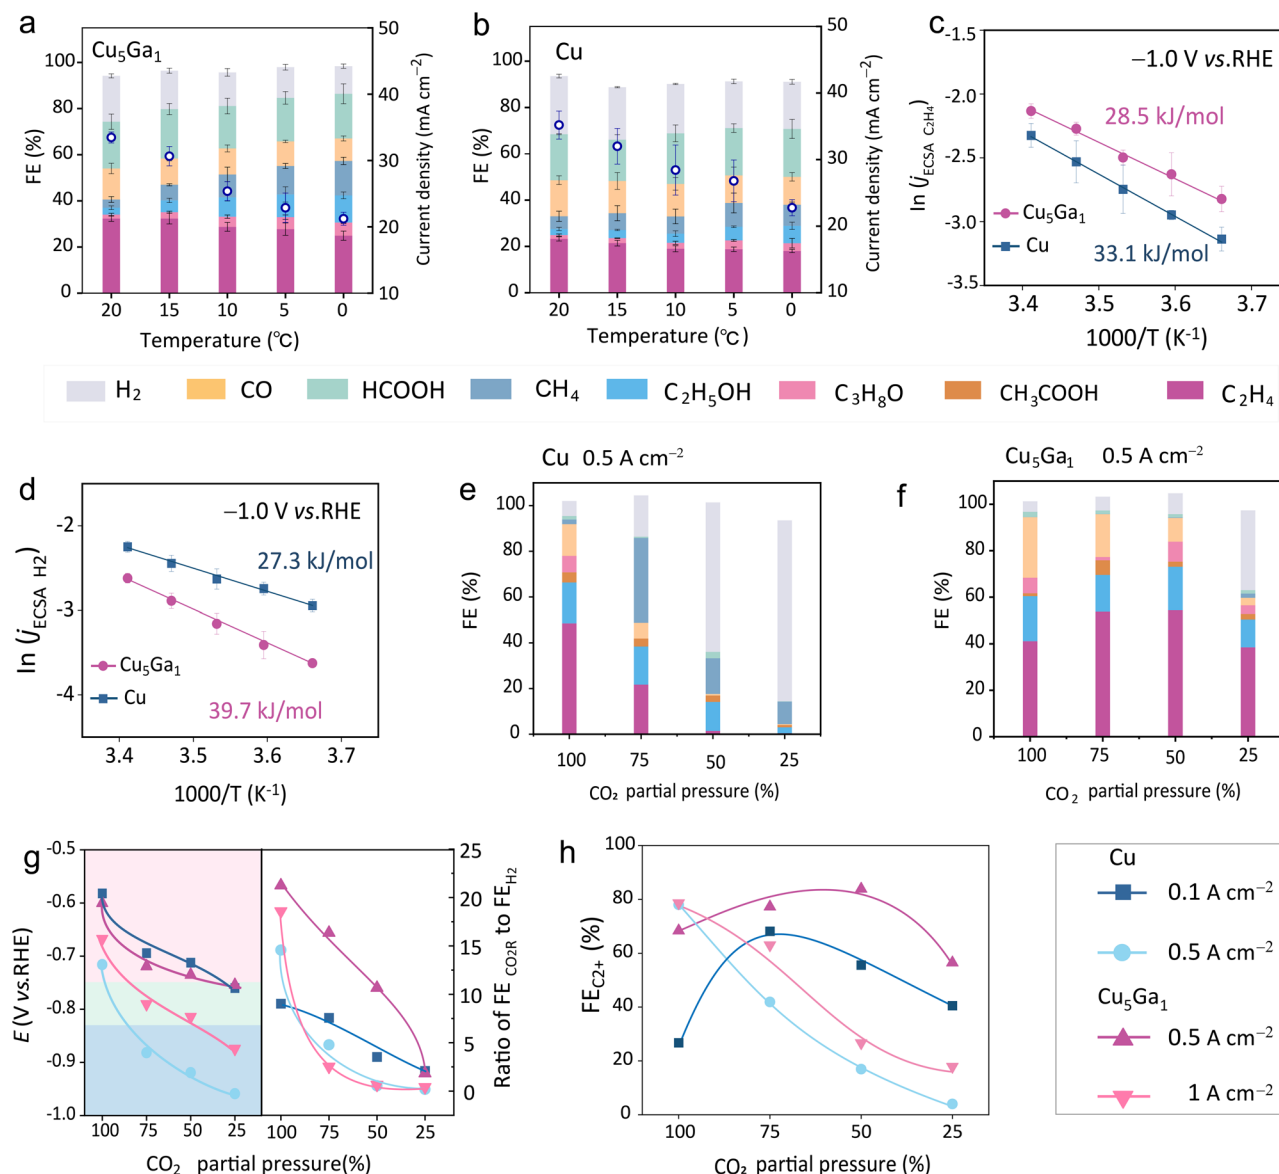 a
Cu5Ga1
FE (%)
100
80
60
40
20
0
20 15 10 5 0
Temperature (℃)
50
40
30
20
10
Current density (mA cm−2)
b
Cu
FE (%)
100
80
60
40
20
0
20 15 10 5 0
Temperature (℃)
50
40
30
20
10
Current density (mA cm−2)
c
−1.0 V vs.RHE
28.5 kJ/mol
Cu5Ga1
Cu
33.1 kJ/mol
ln (jECSA C2H4)
-1.5
-2.0
-2.5
-3.0
-3.5
3.4 3.5 3.6 3.7
1000/T (K-1)
H2 CO HCOOH CH4 C2H5OH C3H8O CH3COOH C2H4
d
−1.0 V vs.RHE
27.3 kJ/mol
Cu5Ga1
Cu
39.7 kJ/mol
ln (jECSA H2)
-2
-3
-4
3.4 3.5 3.6 3.7
1000/T (K-1)
e
Cu 0.5 A cm−2
FE (%)
100
80
60
40
20
0
100 75 50 25
CO₂ partial pressure (%)
f
Cu5Ga1 0.5 A cm−2
FE (%)
100
80
60
40
20
0
100 75 50 25
CO2 partial pressure (%)
g
E (V vs.RHE)
-0.5
-0.6
-0.7
-0.8
-0.9
-1.0
100 75 50 25 100 75 50 25
CO2 partial pressure(%)
25
20
15
10
5
0
Ratio of FE CO2R to FEH2
h
FEC2+ (%)
100
80
60
40
20
0
100 75 50 25
CO₂ partial pressure (%)
Cu
0.1 A cm−2
0.5 A cm−2
Cu5Ga1
0.5 A cm−2
1 A cm−2